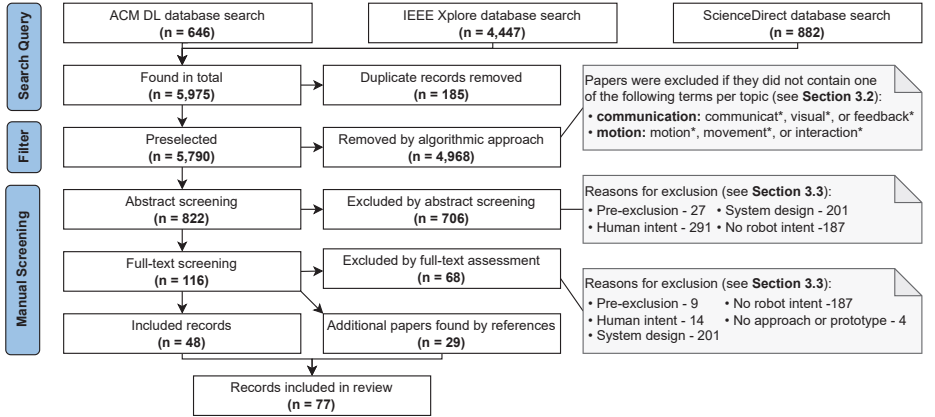 Search Query
ACM DL database search
(n = 646)
IEEE Xplore database search
(n = 4,447)
ScienceDirect database search
(n = 882)
Found in total
(n = 5,975)
Duplicate records removed
(n = 185)
Papers were excluded if they did not contain one
of the following terms per topic (see Section 3.2):
• communication: communicat*, visual*, or feedback*
• motion: motion*, movement*, or interaction*
Filter
Preselected
(n = 5,790)
Removed by algorithmic approach
(n = 4,968)
Manual Screening
Abstract screening
(n = 822)
Excluded by abstract screening
(n = 706)
Reasons for exclusion (see Section 3.3):
• Pre-exclusion - 27 • System design - 201
• Human intent - 291 • No robot intent -187
Full-text screening
(n = 116)
Excluded by full-text assessment
(n = 68)
Reasons for exclusion (see Section 3.3):
• Pre-exclusion - 9 • No robot intent -187
• Human intent - 14 • No approach or prototype - 4
• System design - 201
Included records
(n = 48)
Additional papers found by references
(n = 29)
Records included in review
(n = 77)